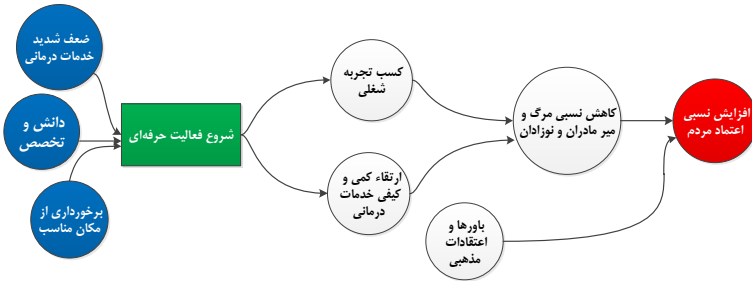 ضعف شدید
خدمات درمانی
دانش و
تخصص
برخورداری از
مکان مناسب
شروع فعالیت حرفه‌ای
کسب تجربه
شغلی
ارتقاء کمی و
کیفی خدمات
درمانی
کاهش نسبی مرگ و
میر مادران و نوزادان
باورها و
اعتقادات
مذهبی
افزایش نسبی
اعتماد مردم